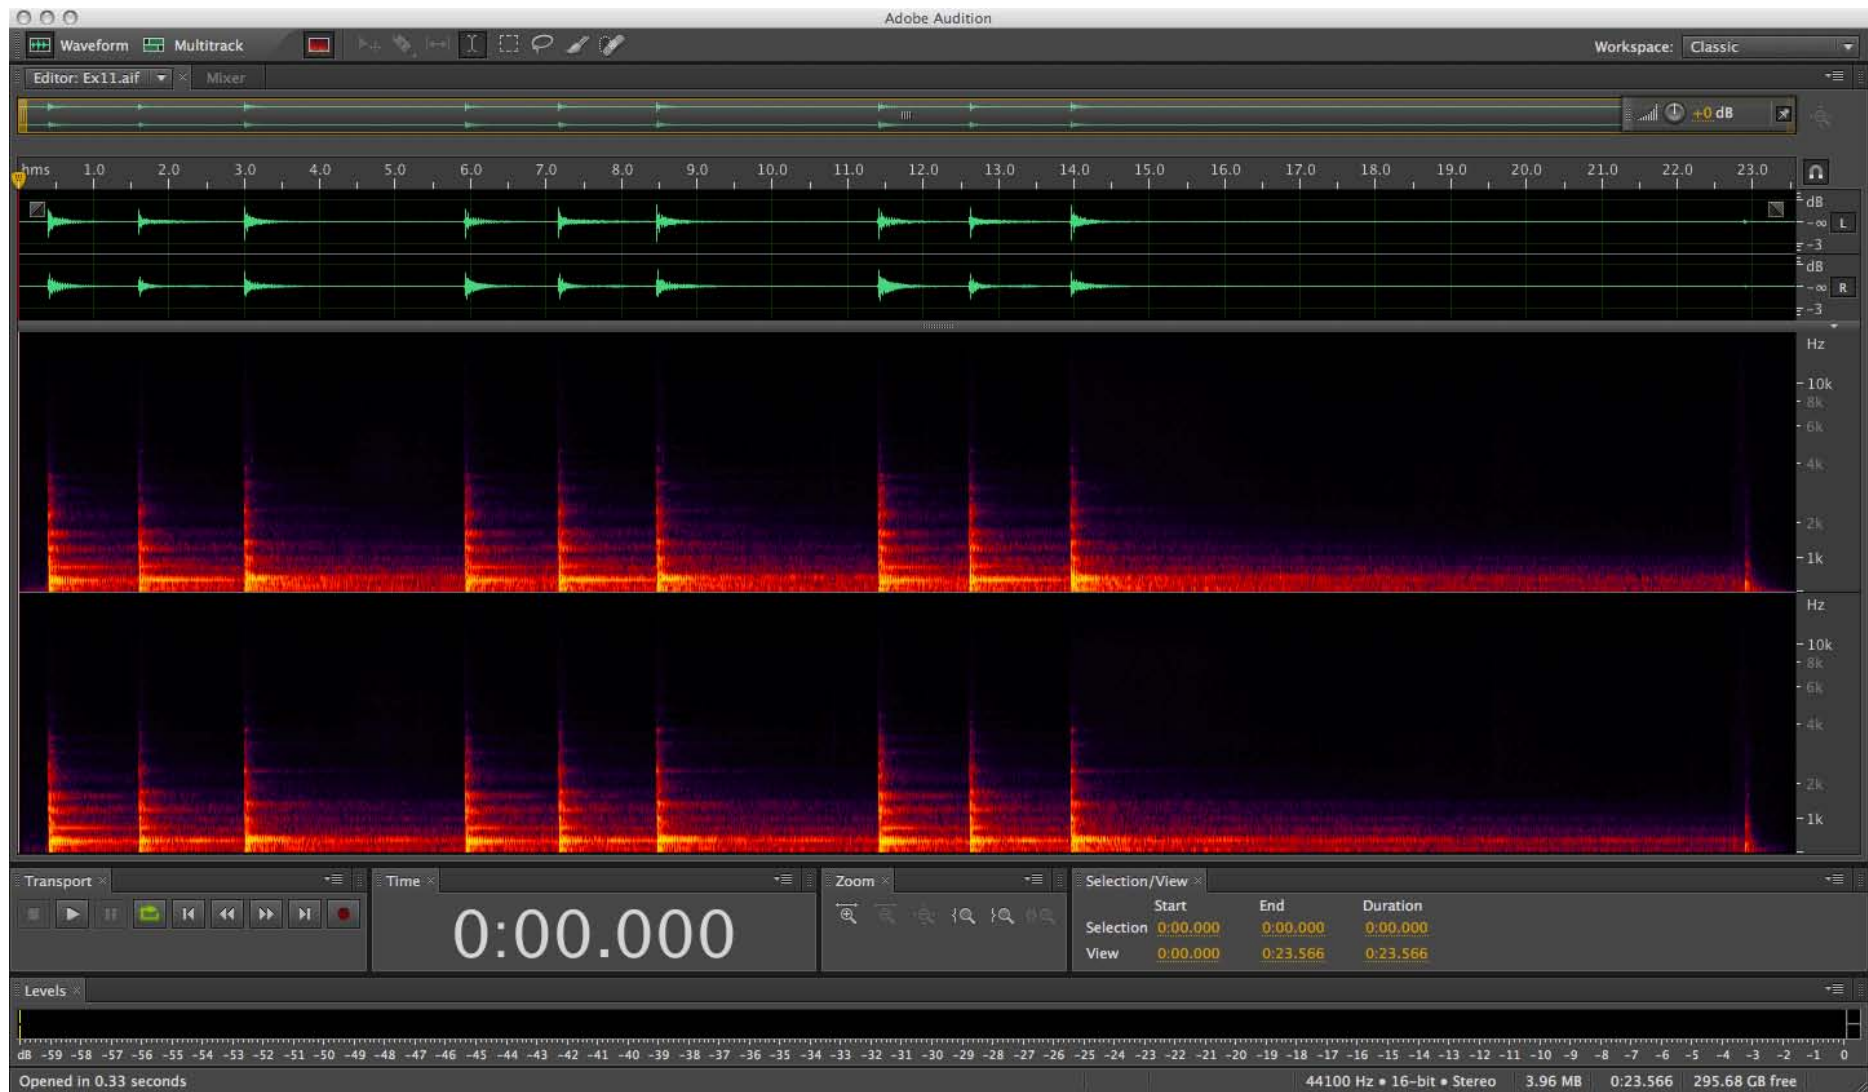 Adobe Audition
Waveform Multitrack Workspace: Classic
Editor: Ex11.aif Mixer
+0 dB
hms 1.0 2.0 3.0 4.0 5.0 6.0 7.0 8.0 9.0 10.0 11.0 12.0 13.0 14.0 15.0 16.0 17.0 18.0 19.0 20.0 21.0 22.0 23.0
dB
-∞ L
-3
dB
-∞ R
-3
Hz
10k
8k
6k
4k
2k
1k
Hz
10k
8k
6k
4k
2k
1k
Transport Time Zoom Selection/View
Start End Duration
Selection 0:00.000 0:00.000 0:00.000
0:00.000
View 0:00.000 0:23.566 0:23.566
Levels
dB -59 -58 -57 -56 -55 -54 -53 -52 -51 -50 -49 -48 -47 -46 -45 -44 -43 -42 -41 -40 -39 -38 -37 -36 -35 -34 -33 -32 -31 -30 -29 -28 -27 -26 -25 -24 -23 -22 -21 -20 -19 -18 -17 -16 -15 -14 -13 -12 -11 -10 -9 -8 -7 -6 -5 -4 -3 -2 -1 0
Opened in 0.33 seconds 44100 Hz • 16-bit • Stereo 3.96 MB 0:23.566 295.68 GB free